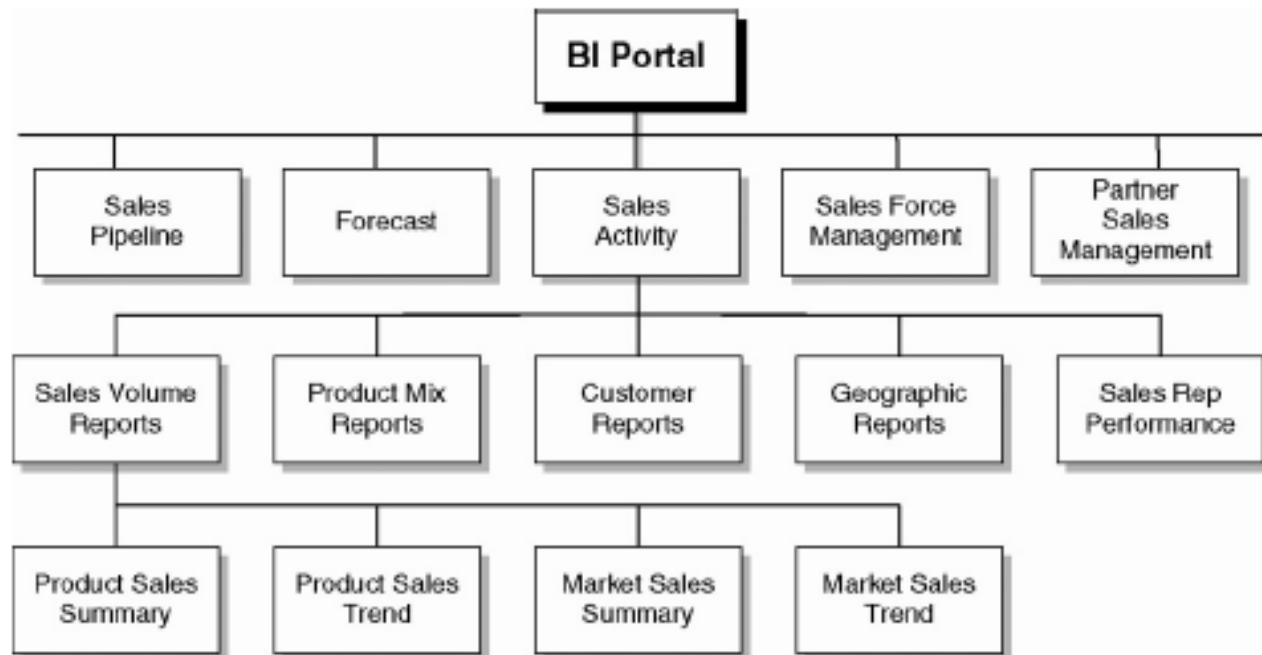 BI Portal
Sales
Pipeline
Forecast
Sales
Activity
Sales Force
Management
Partner
Sales
Management
Sales Volume
Reports
Product Mix
Reports
Customer
Reports
Geographic
Reports
Sales Rep
Performance
Product Sales
Summary
Product Sales
Trend
Market Sales
Summary
Market Sales
Trend